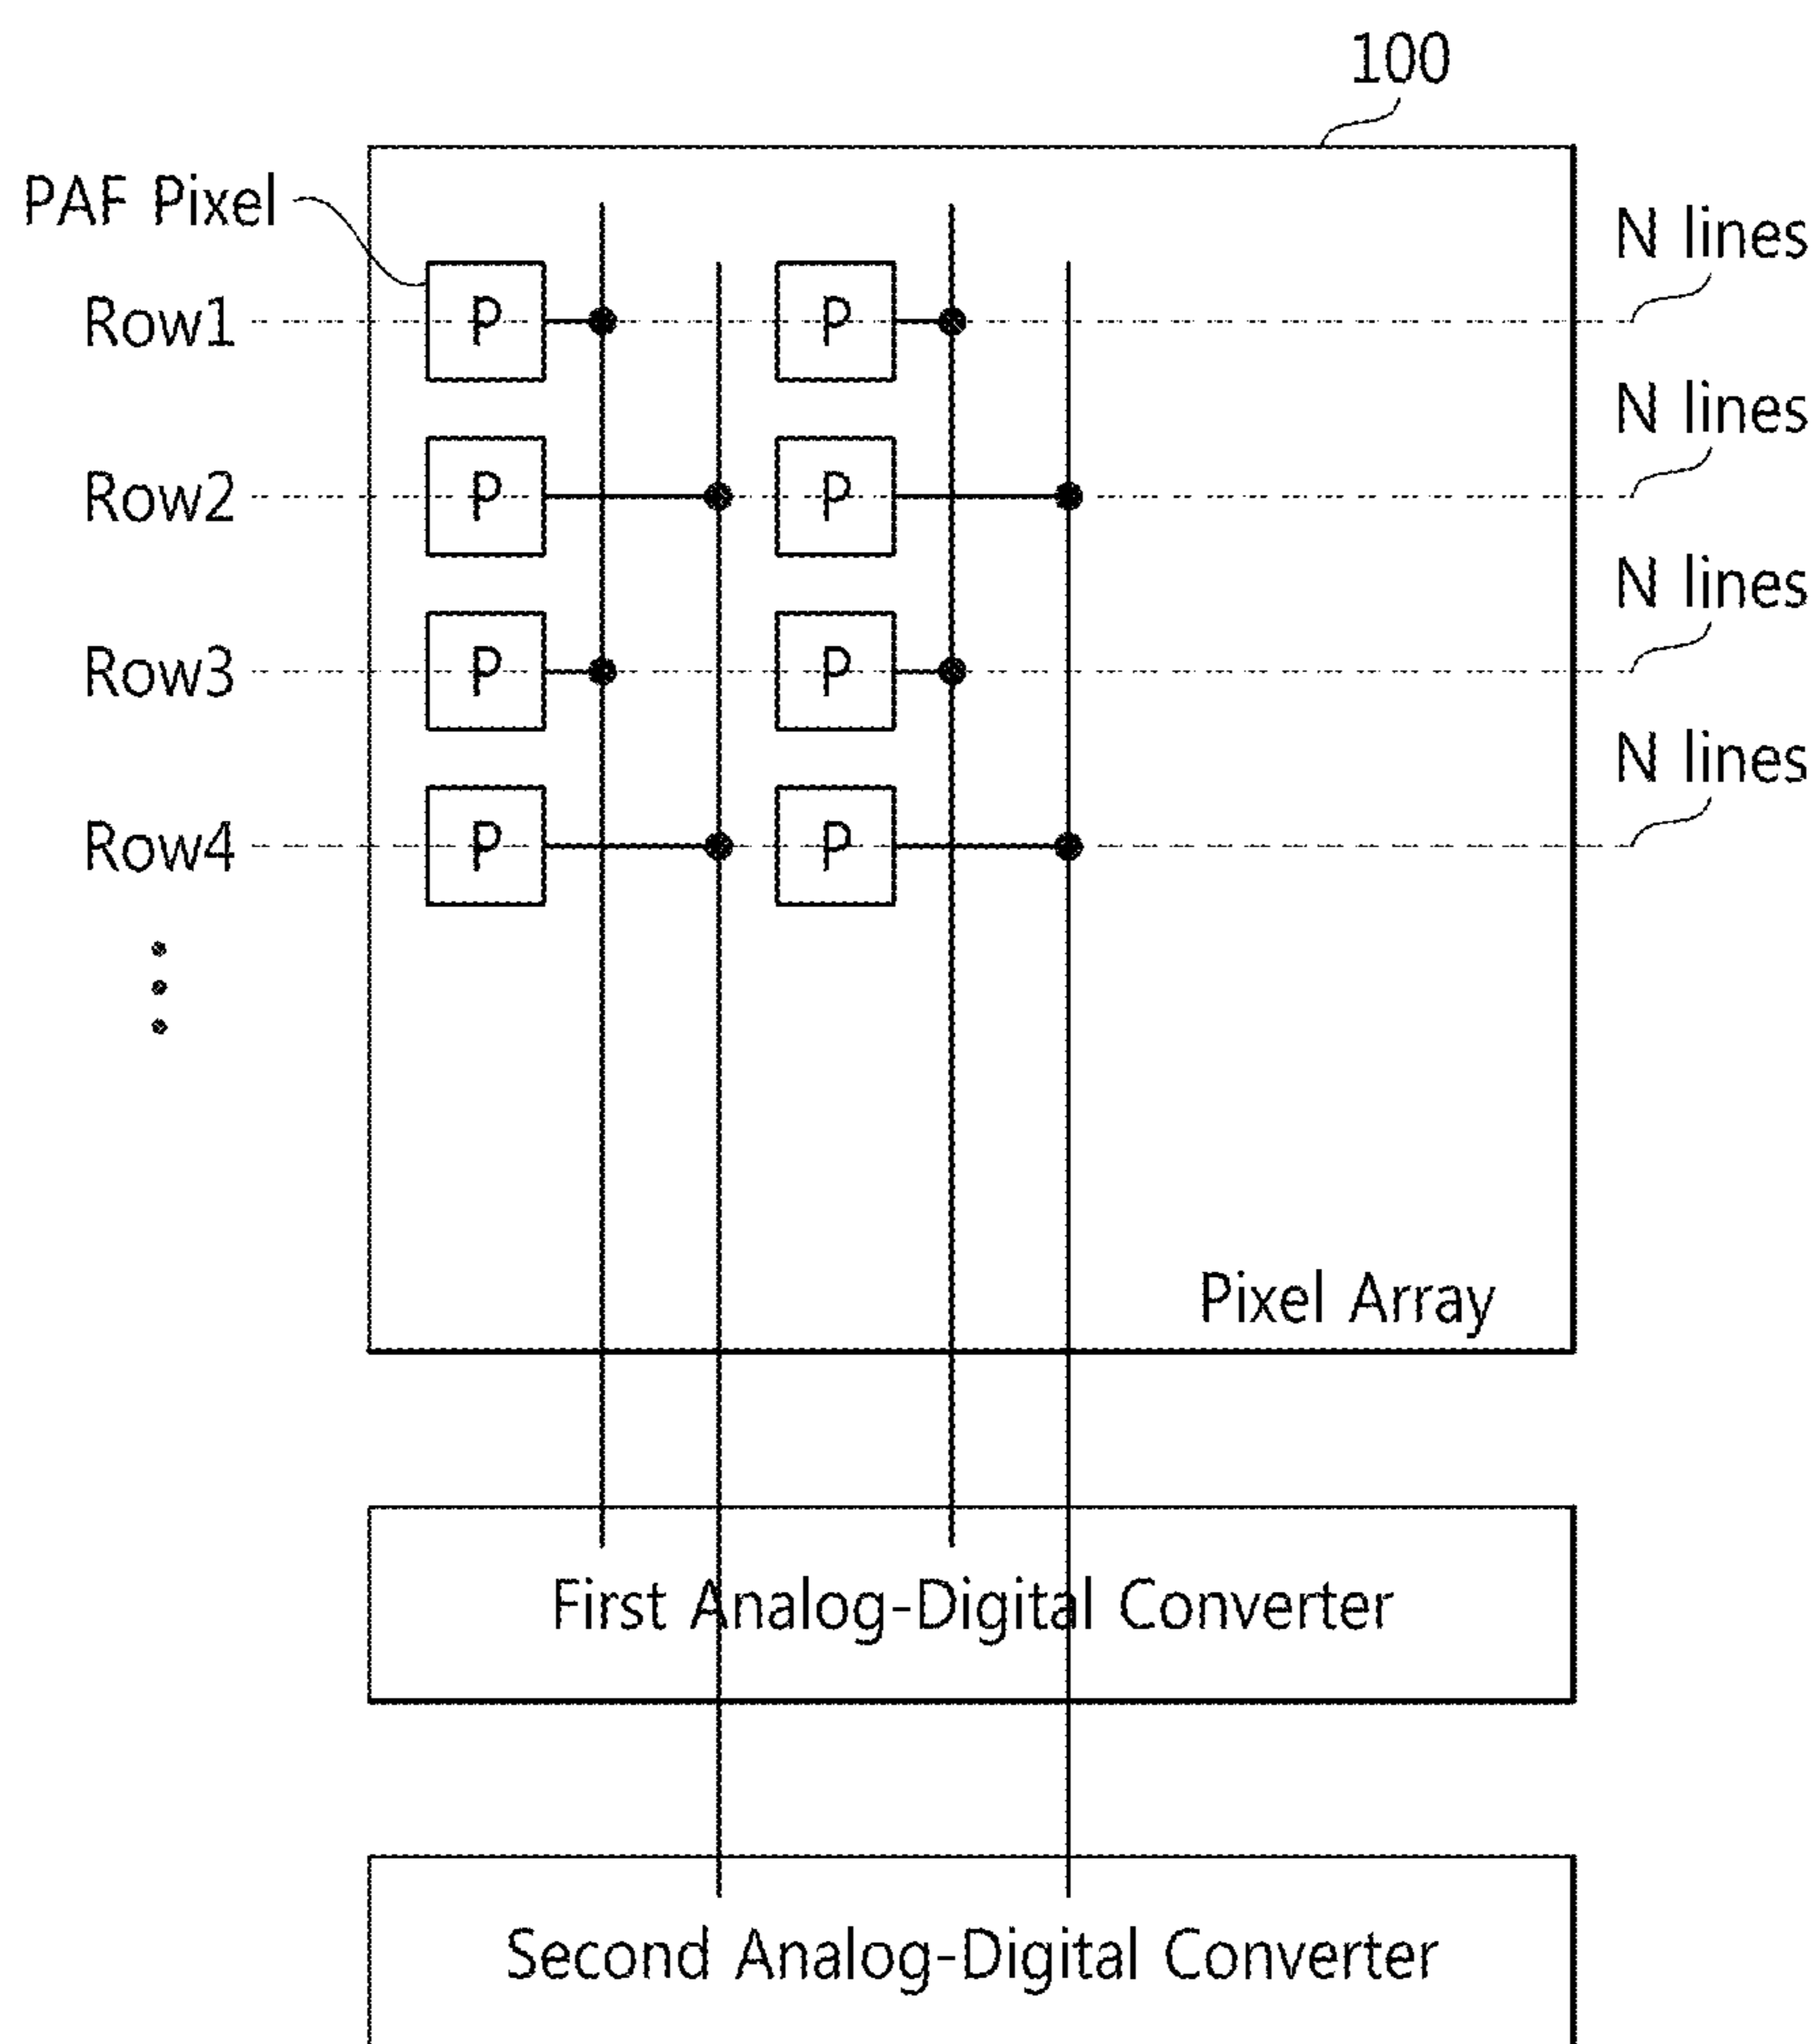 100
PAF Pixel
N lines
Row1
P
P
N lines
Row2
P
P
N lines
Row3
P
P
N lines
Row4
P
P
Pixel Array
First Analog-Digital Converter
Second Analog-Digital Converter